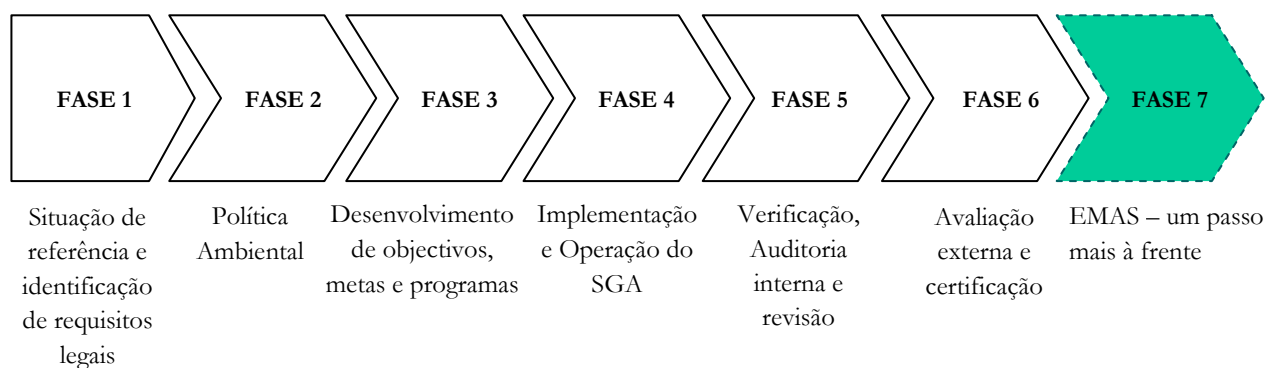 FASE 1
FASE 2
FASE 3
FASE 4
FASE 5
FASE 6
FASE 7
Situação de
referência e
identificação
de requisitos
legais
Política
Ambiental
Desenvolvimento
de objectivos,
metas e programas
Implementação
e Operação do
SGA
Verificação,
Auditoria
interna e
revisão
Avaliação
externa e
certificação
EMAS – um passo
mais à frente